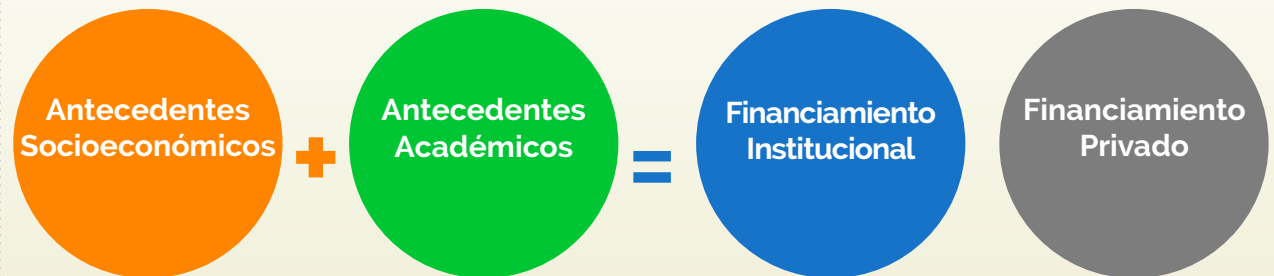 Antecedentes
Socioeconómicos
+
Antecedentes
Académicos
=
Financiamiento
Institucional
Financiamiento
Privado